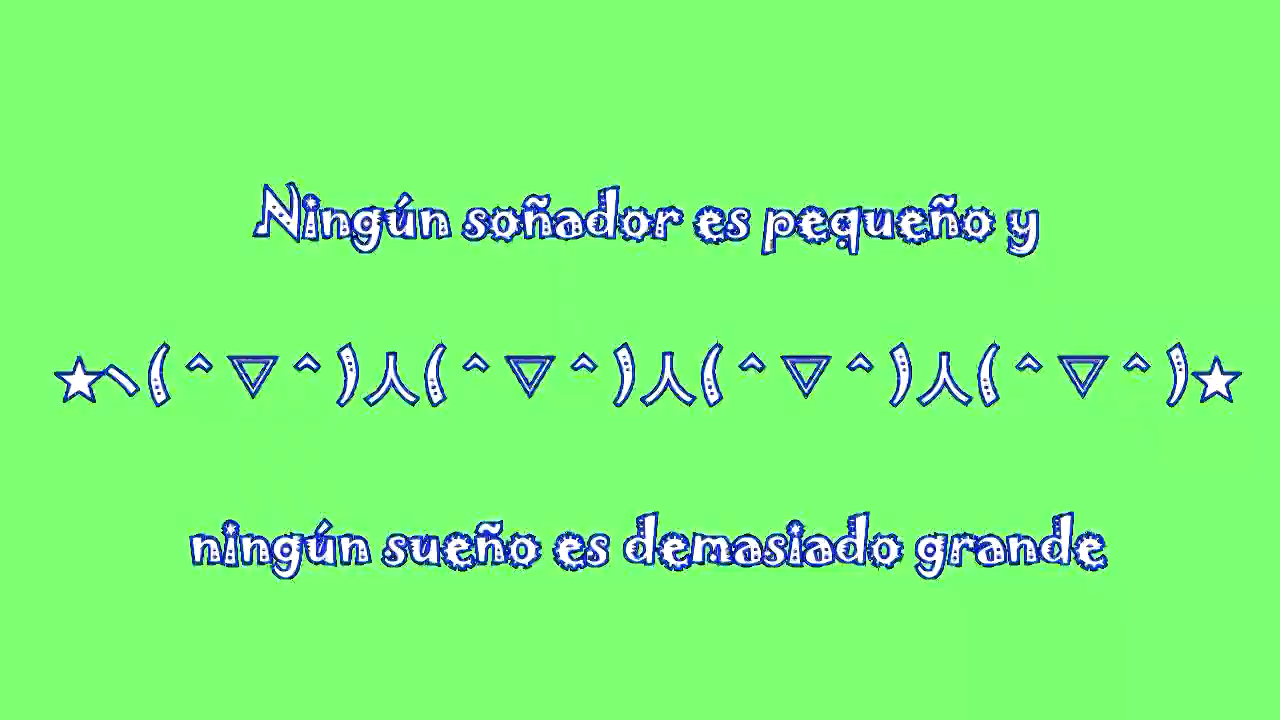 Ningún soñador es pequeño y
★ヘ(^▽^)人(^▽^)人(^▽^)人(^▽^)★
ningún sueño es demasiado grande